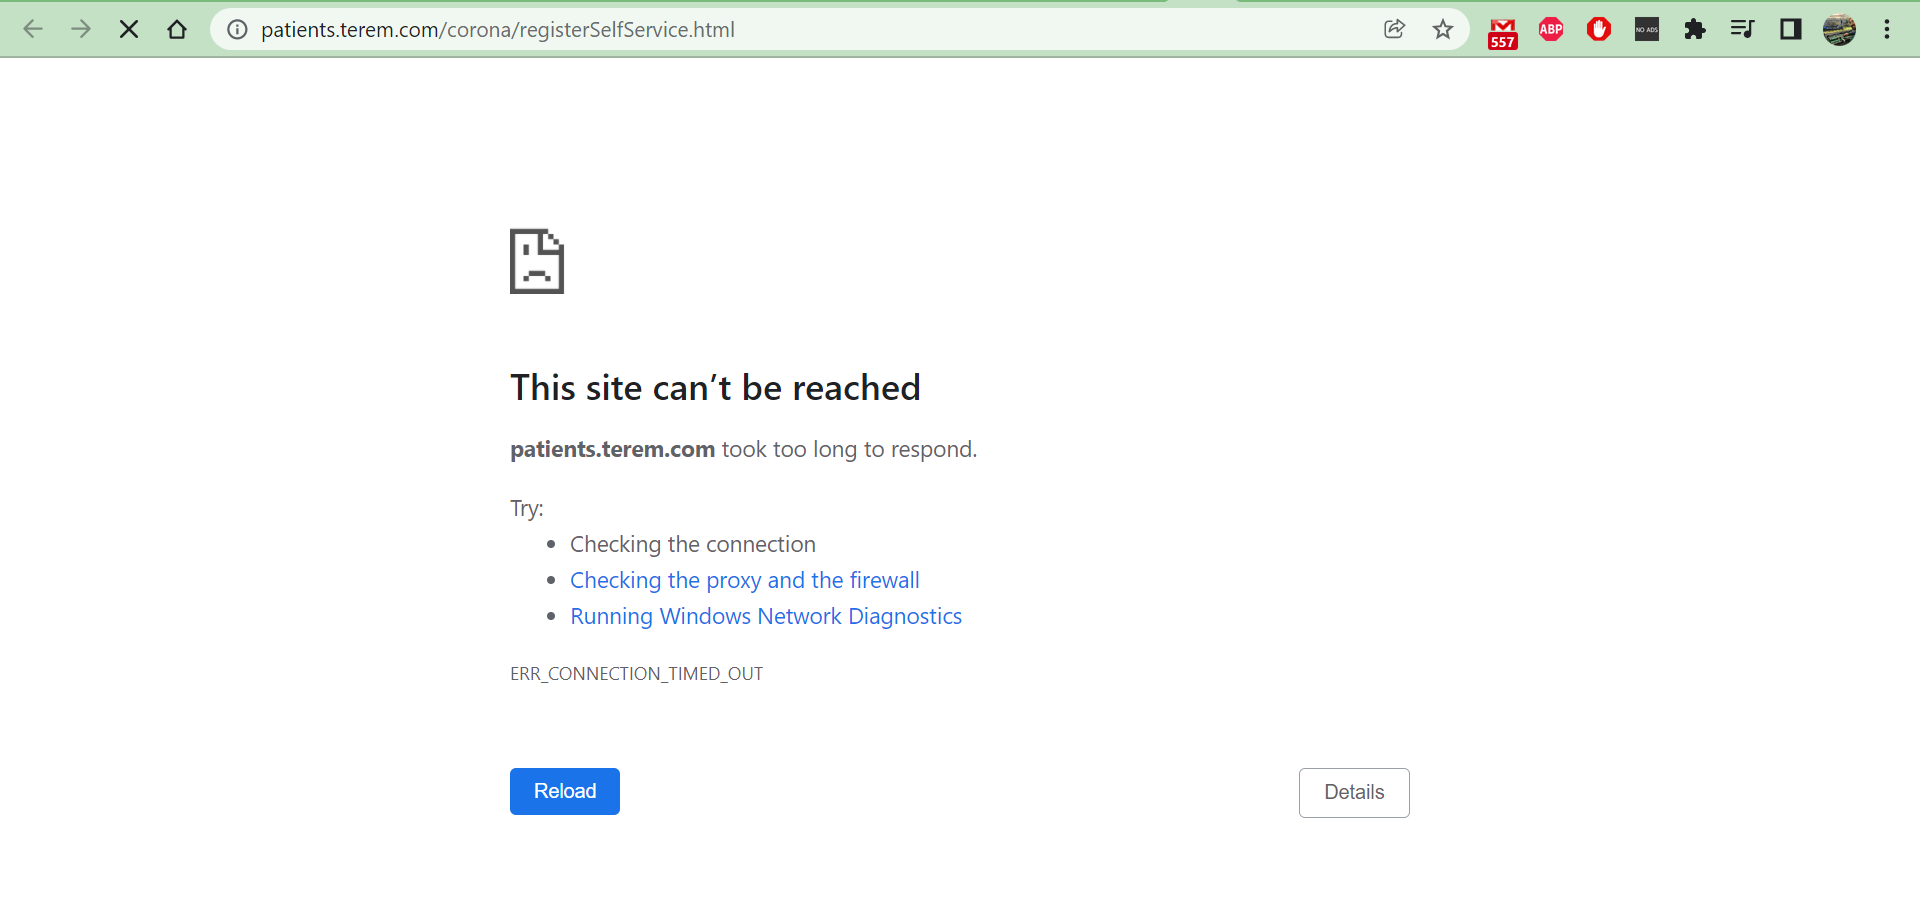 patients.terem.com/corona/registerSelfService.html
557
ABP
NO ADS
This site can’t be reached
patients.terem.com took too long to respond.
Try:
Checking the connection
Checking the proxy and the firewall
Running Windows Network Diagnostics
ERR_CONNECTION_TIMED_OUT
Reload
Details